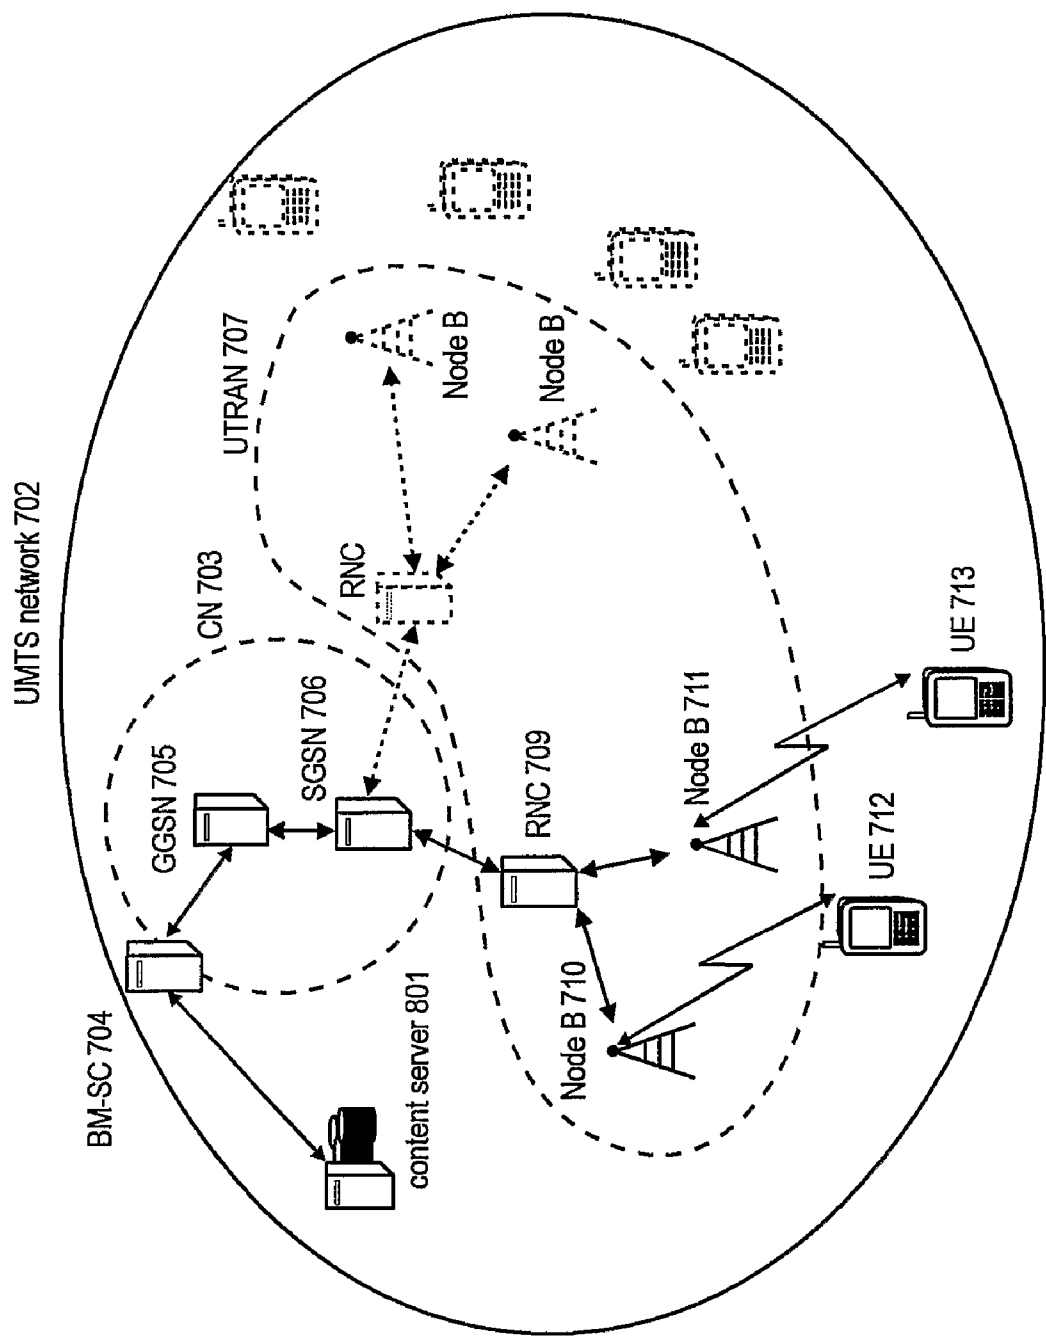 UMTS network 702
CN 703
UTRAN 707
BM-SC 704
GGSN 705
SGSN 706
RNC
Node B
Node B
content server 801
RNC 709
Node B 710
Node B 711
UE 712
UE 713